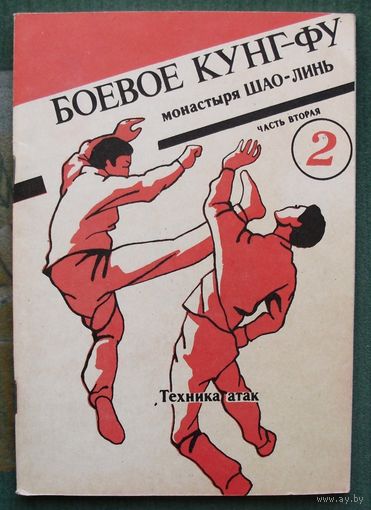 БОЕВОЕ КУНГ-ФУ
МОНАСТЫРЯ ШАО-ЛИНЬ
ЧАСТЬ ВТОРАЯ
2
Техника атак
www.ay.by